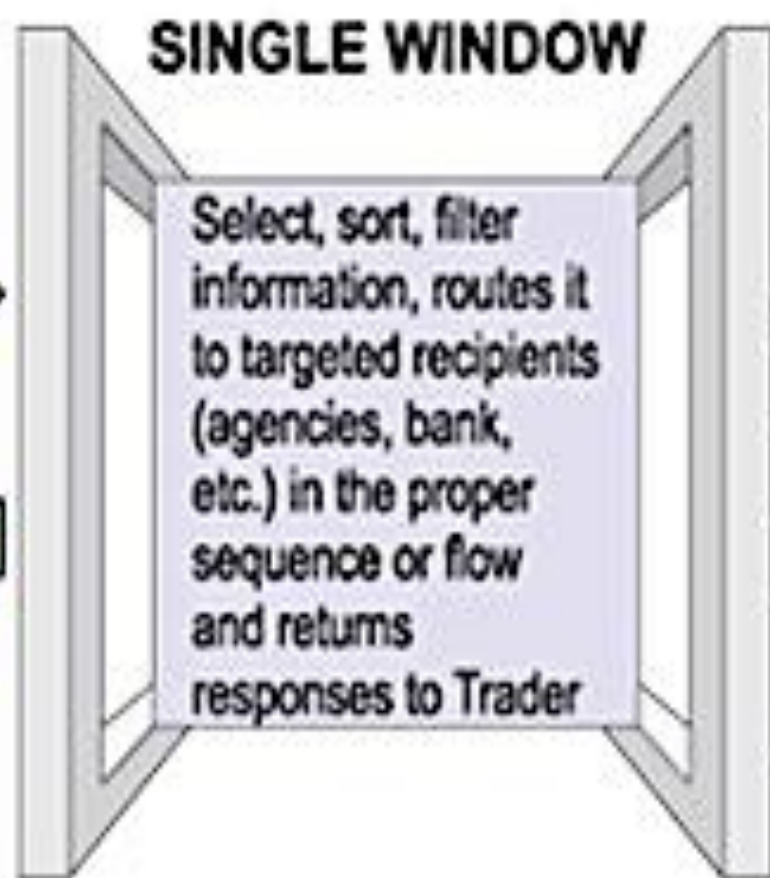 SINGLE WINDOW
Select, sort, filter
information, routes it
to targeted recipients
(agencies, bank,
etc.) in the proper
sequence or flow
and returns
responses to Trader